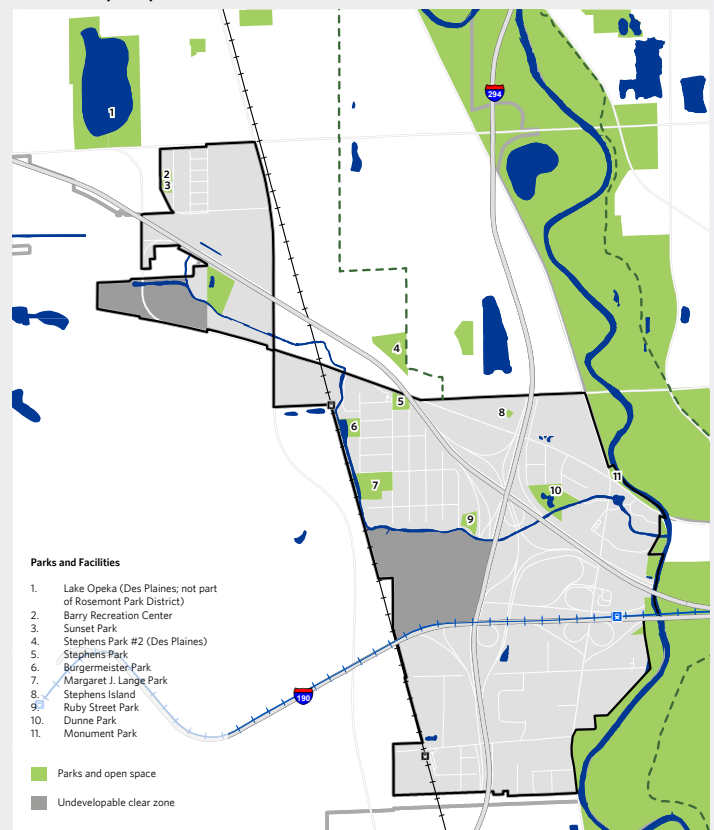 1
294
2
3
4
5
8
6
7
11
10
9
190
Parks and Facilities
1. Lake Opeka (Des Plaines; not part
of Rosemont Park District)
2. Barry Recreation Center
3. Sunset Park
4. Stephens Park #2 (Des Plaines)
5. Stephens Park
6. Burgermeister Park
7. Margaret J. Lange Park
8. Stephens Island
9. Ruby Street Park
10. Dunne Park
11. Monument Park
Parks and open space
Undevelopable clear zone